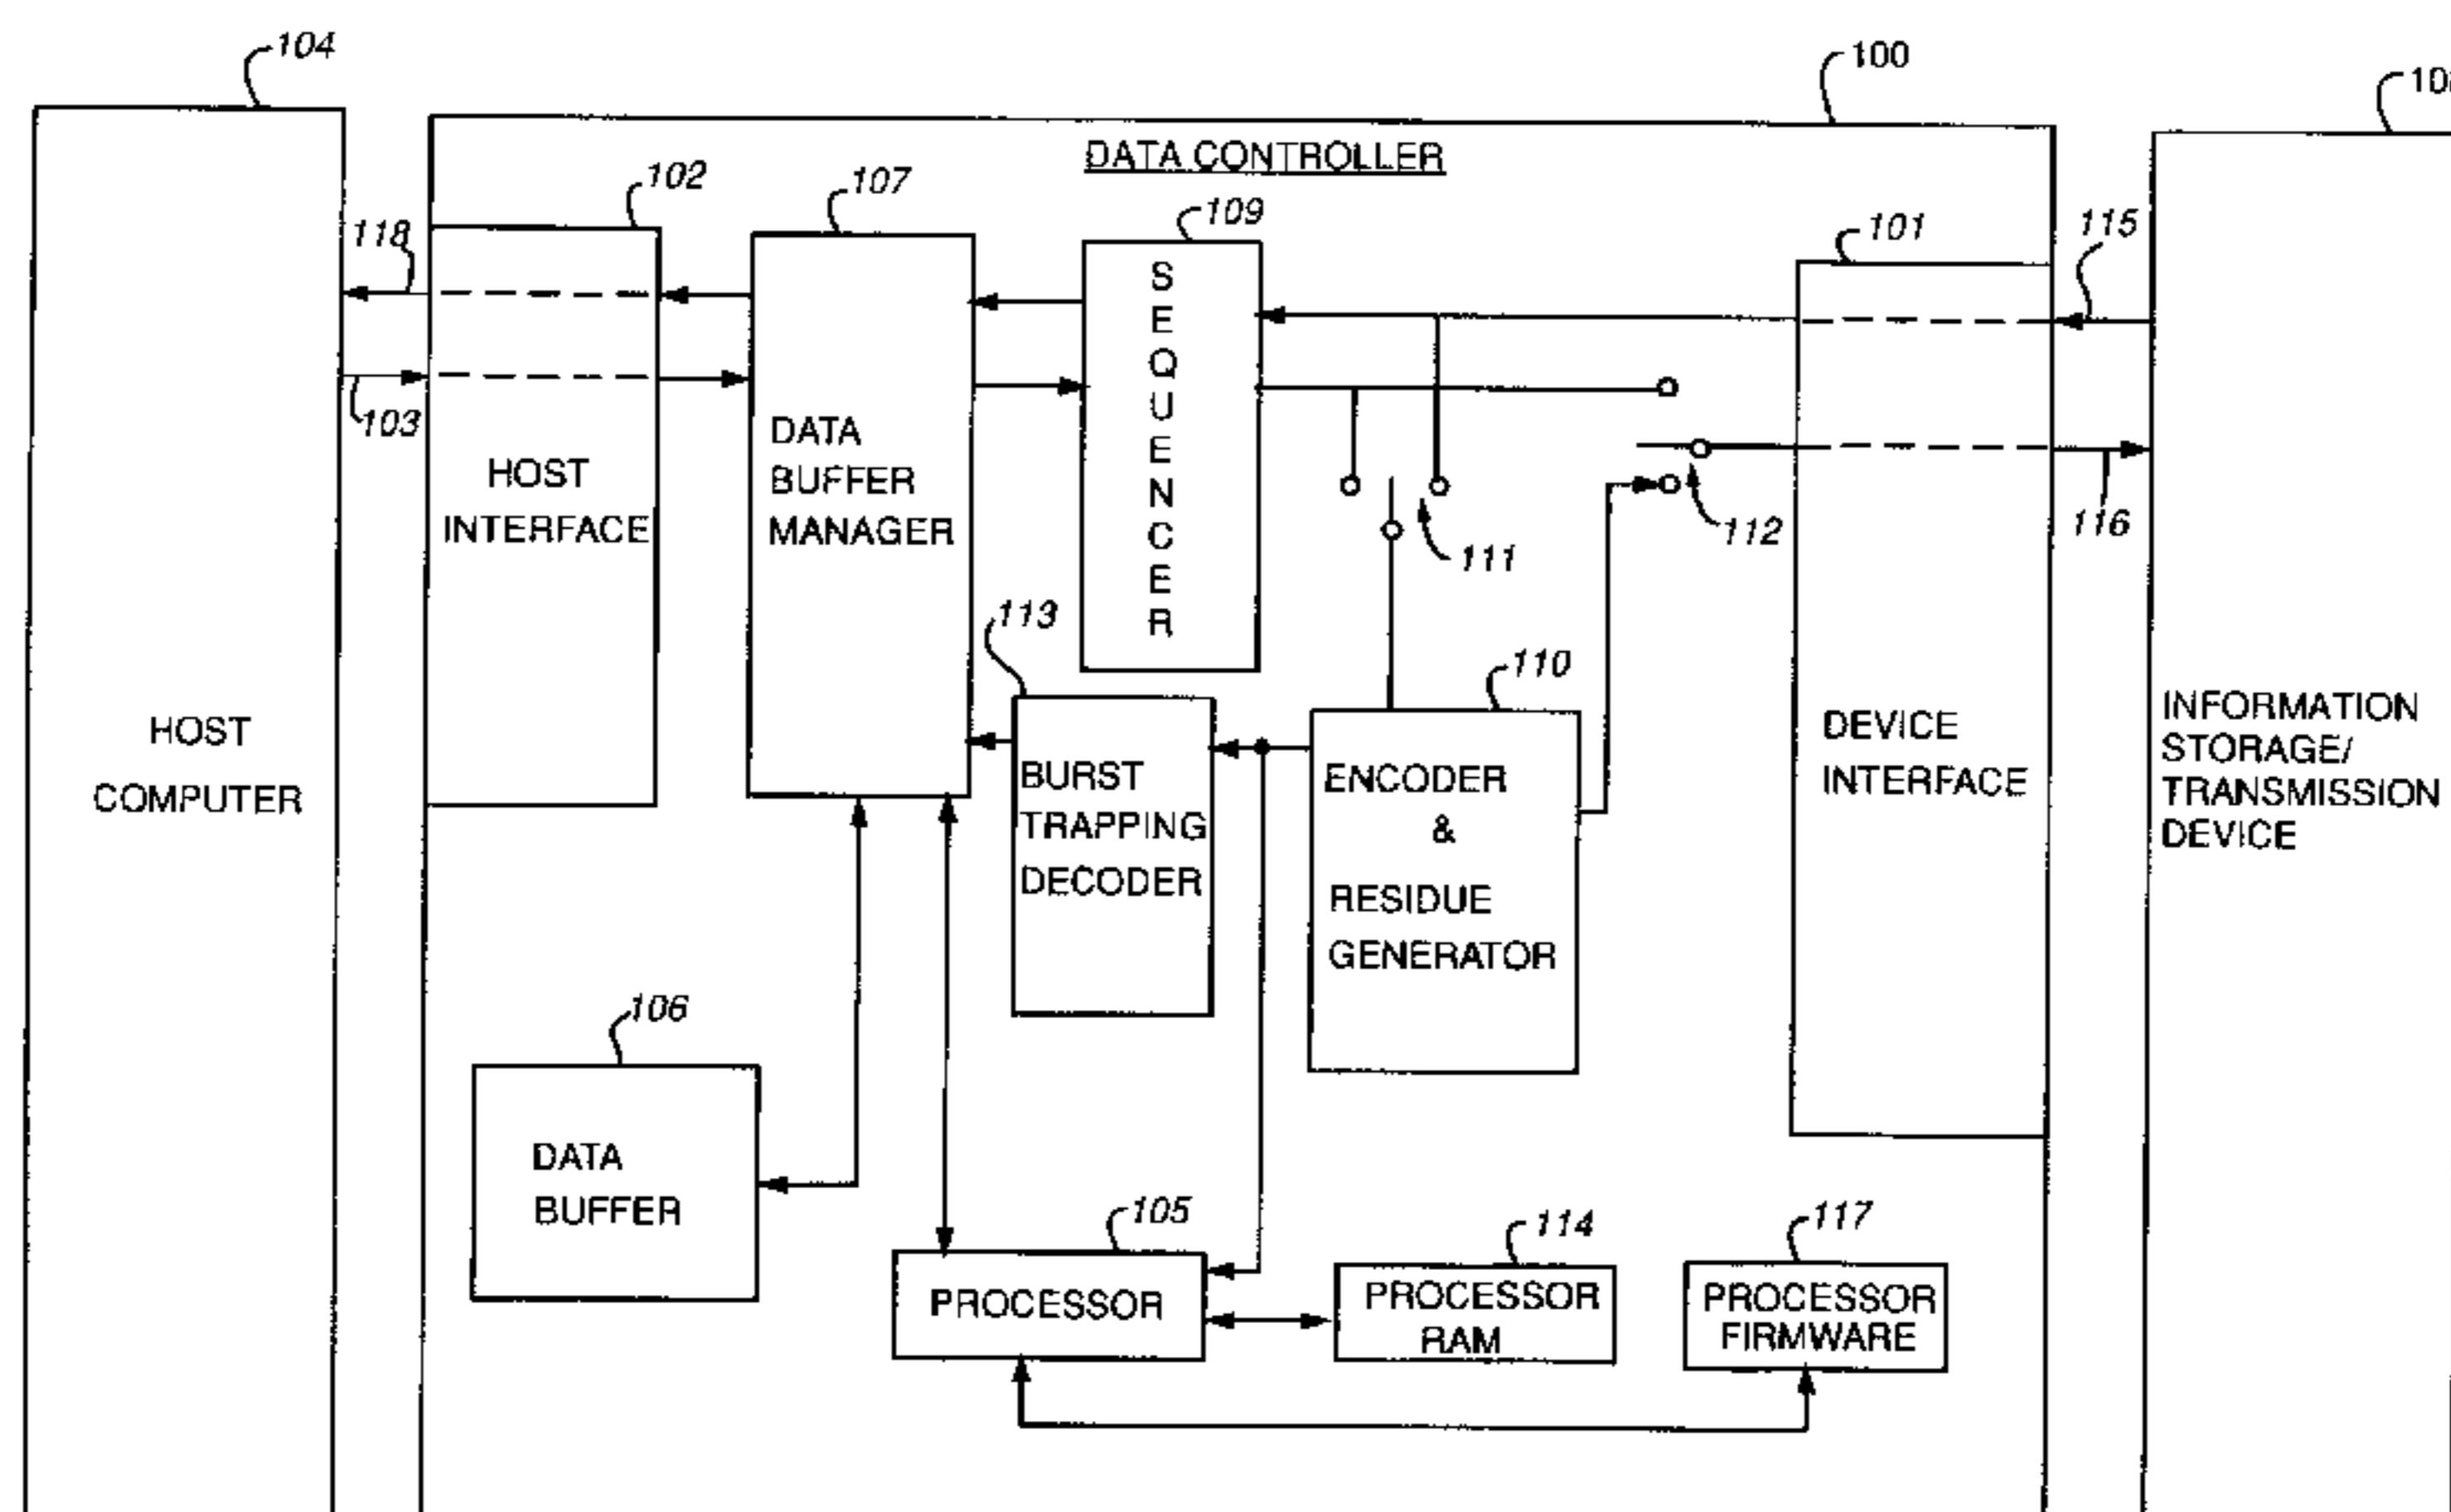 104
100
DATA CONTROLLER
102
107
109
101
115
118
103
116
112
111
HOST
INTERFACE
DATA
BUFFER
MANAGER
SEQUENCER
113
110
HOST
COMPUTER
BURST
TRAPPING
DECODER
ENCODER
&
RESIDUE
GENERATOR
DEVICE
INTERFACE
INFORMATION
STORAGE/
TRANSMISSION
DEVICE
106
DATA
BUFFER
105
PROCESSOR
114
PROCESSOR
RAM
117
PROCESSOR
FIRMWARE